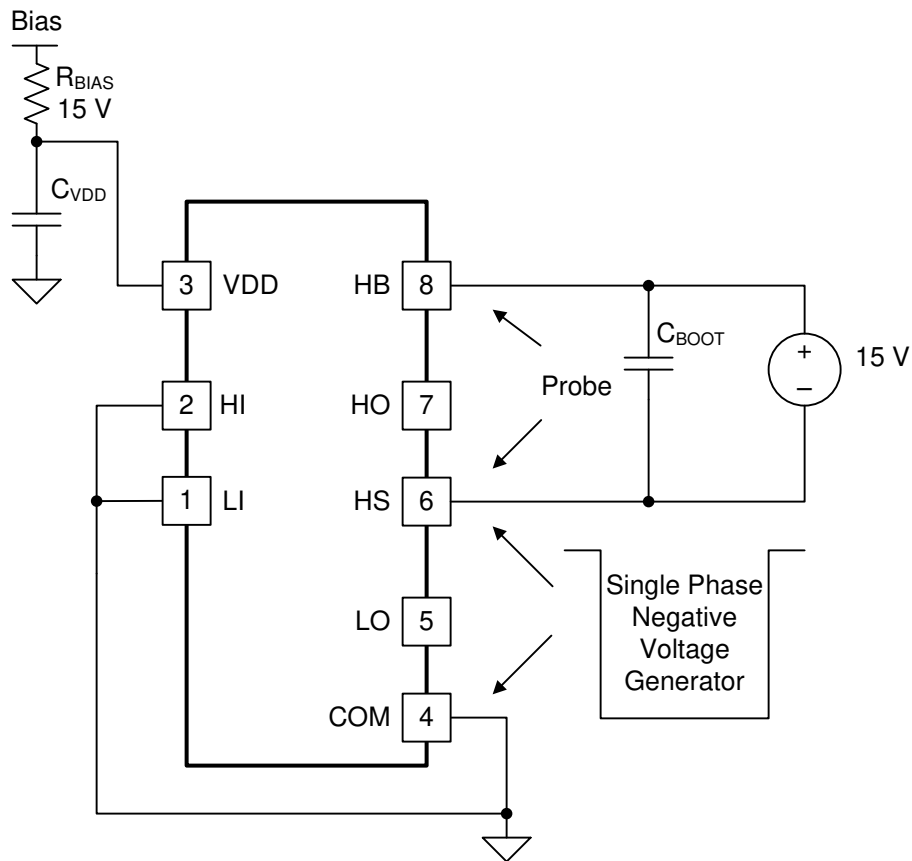 Bias
R_BIAS
15 V
C_VDD
3 VDD
HB 8
C_BOOT
+
–
15 V
2 HI
HO 7
Probe
1 LI
HS 6
Single Phase
Negative
Voltage
Generator
LO 5
COM 4